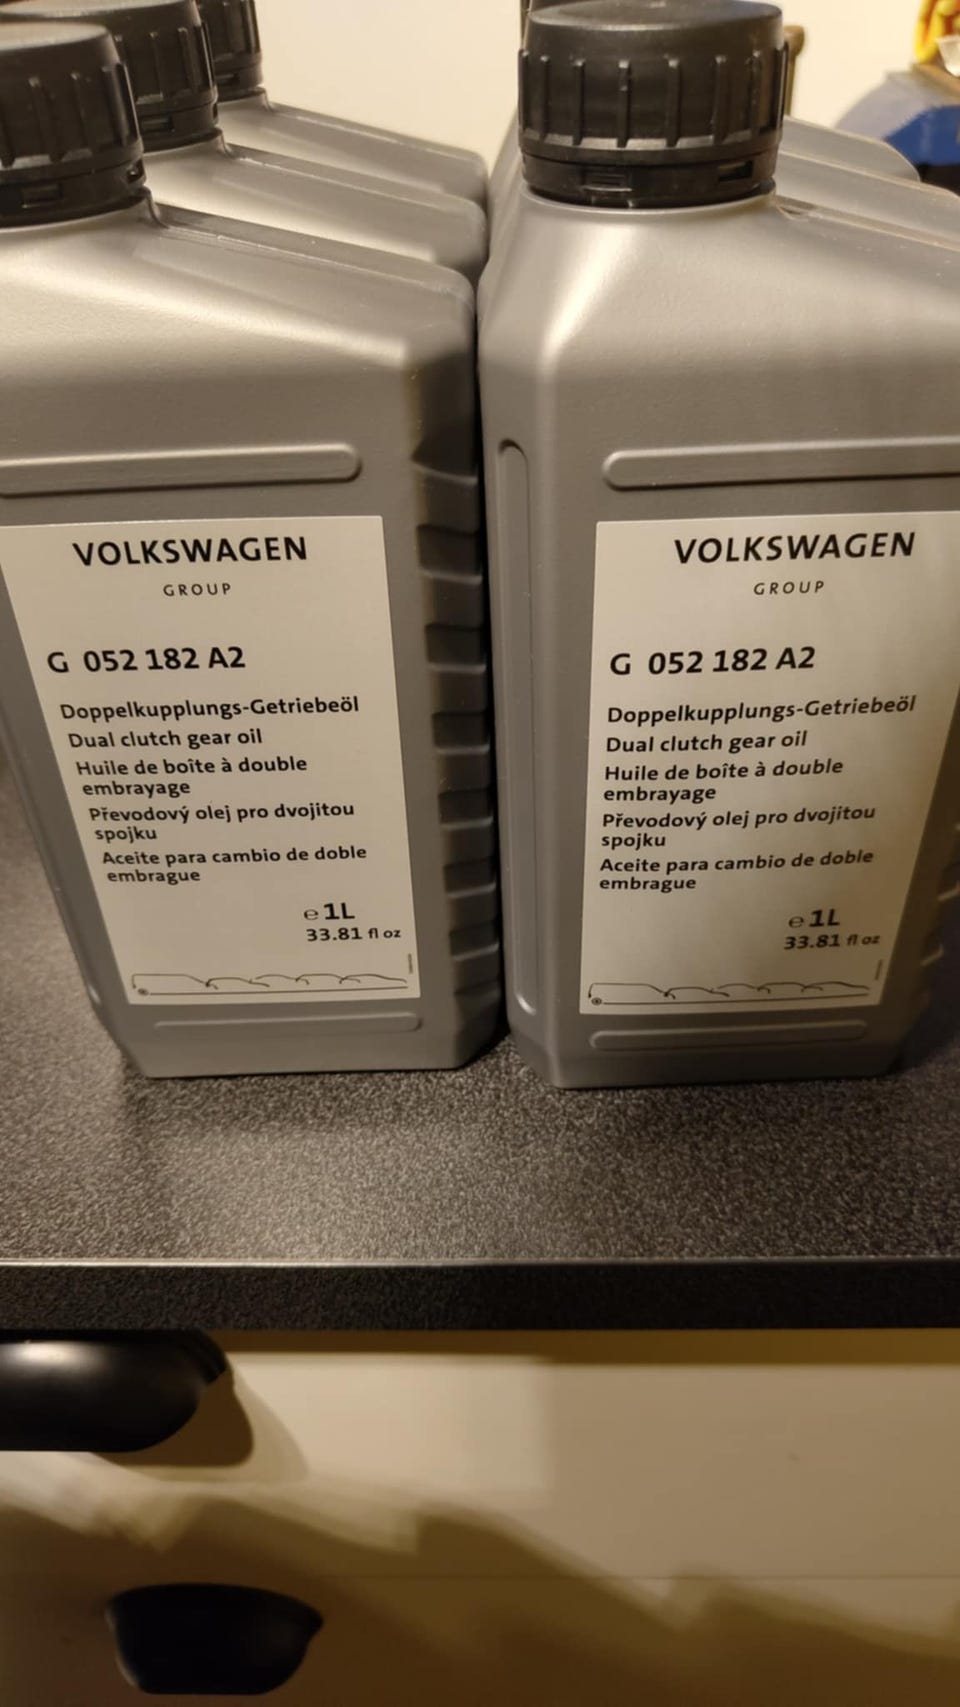 VOLKSWAGEN
GROUP
G 052 182 A2
Doppelkupplungs-Getriebeöl
Dual clutch gear oil
Huile de boîte à double
embrayage
Převodový olej pro dvojitou
spojku
Aceite para cambio de doble
embrague
e 1L
33.81 fl oz
VOLKSWAGEN
GROUP
G 052 182 A2
Doppelkupplungs-Getriebeöl
Dual clutch gear oil
Huile de boîte à double
embrayage
Převodový olej pro dvojitou
spojku
Aceite para cambio de doble
embrague
e 1L
33.81 fl oz